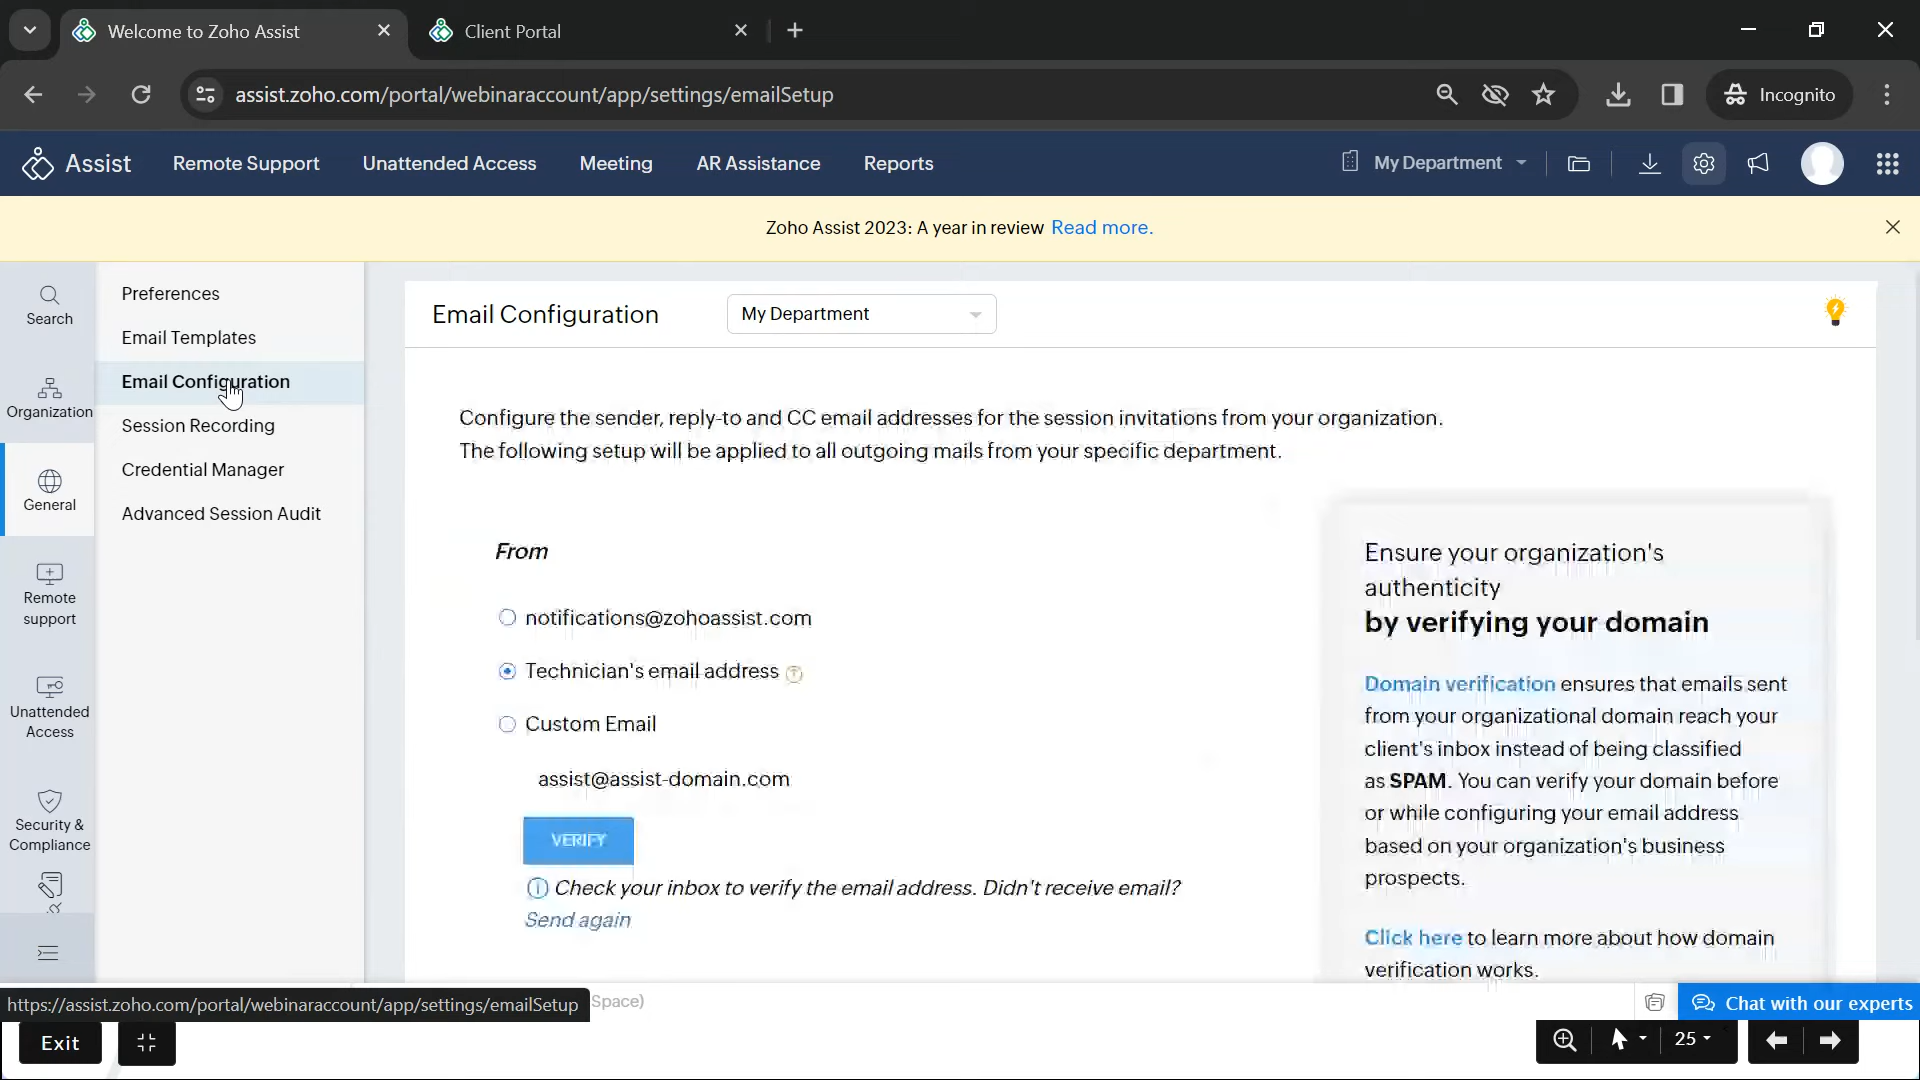 Welcome to Zoho Assist
Client Portal
assist.zoho.com/portal/webinaraccount/app/settings/emailSetup
Incognito
Assist
Remote Support
Unattended Access
Meeting
AR Assistance
Reports
My Department
Zoho Assist 2023: A year in review Read more.
Search
Organization
General
Remote
support
Unattended
Access
Security &
Compliance
Preferences
Email Templates
Email Configuration
Session Recording
Credential Manager
Advanced Session Audit
Email Configuration
My Department
Configure the sender, reply-to and CC email addresses for the session invitations from your organization.
The following setup will be applied to all outgoing mails from your specific department.
From
notifications@zohoassist.com
Technician's email address
Custom Email
assist@assist-domain.com
VERIFY
Check your inbox to verify the email address. Didn't receive email?
Send again
Ensure your organization's
authenticity
by verifying your domain
Domain verification ensures that emails sent
from your organizational domain reach your
client's inbox instead of being classified
as SPAM. You can verify your domain before
or while configuring your email address
based on your organization's business
prospects.
Click here to learn more about how domain
verification works.
https://assist.zoho.com/portal/webinaraccount/app/settings/emailSetup
Space)
Chat with our experts
Exit
25